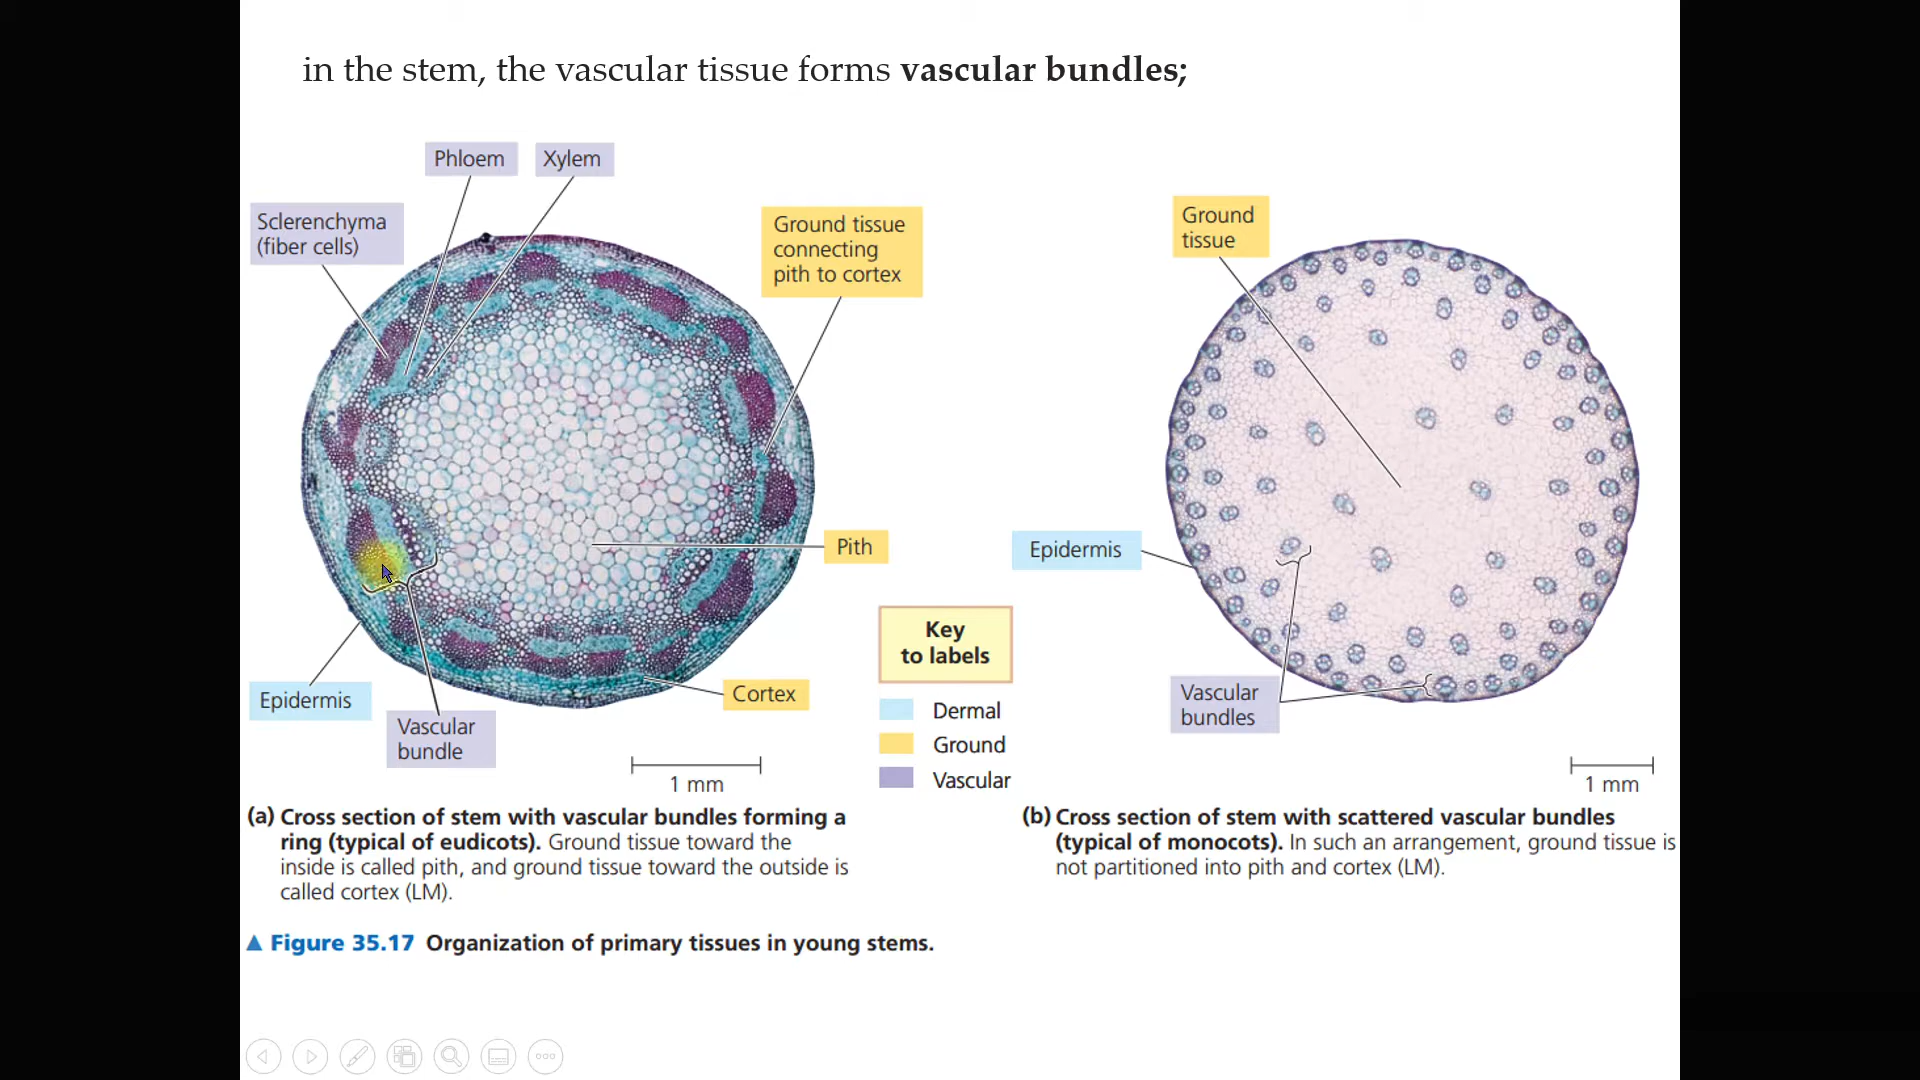 in the stem, the vascular tissue forms vascular bundles;
Phloem
Xylem
Sclerenchyma
(fiber cells)
Ground tissue
connecting
pith to cortex
Pith
Epidermis
Vascular
bundle
Cortex
1 mm
Key
to labels
Dermal
Ground
Vascular
Ground
tissue
Epidermis
Vascular
bundles
1 mm
(a) Cross section of stem with vascular bundles forming a
ring (typical of eudicots). Ground tissue toward the
inside is called pith, and ground tissue toward the outside is
called cortex (LM).
(b) Cross section of stem with scattered vascular bundles
(typical of monocots). In such an arrangement, ground tissue is
not partitioned into pith and cortex (LM).
▲ Figure 35.17 Organization of primary tissues in young stems.